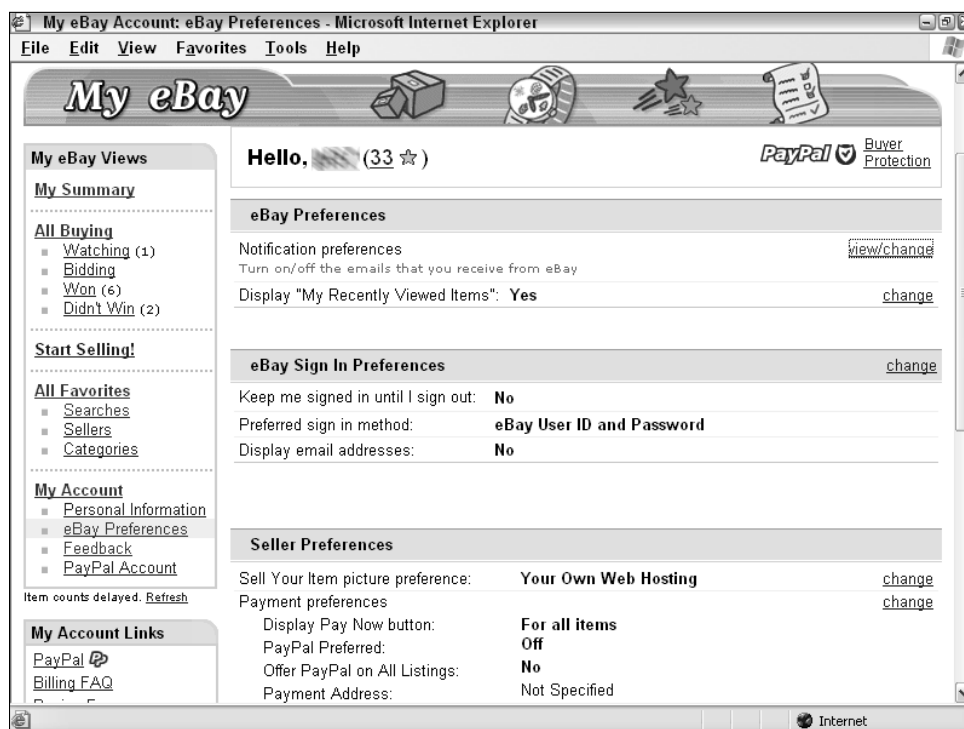 My eBay Account: eBay Preferences - Microsoft Internet Explorer
File Edit View Favorites Tools Help
My eBay
My eBay Views
My Summary
All Buying
Watching (1)
Bidding
Won (6)
Didn't Win (2)
Start Selling!
All Favorites
Searches
Sellers
Categories
My Account
Personal Information
eBay Preferences
Feedback
PayPal Account
Item counts delayed. Refresh
My Account Links
PayPal
Billing FAQ
Hello, (33 )
PayPal Buyer
Protection
eBay Preferences
Notification preferences view/change
Turn on/off the emails that you receive from eBay
Display "My Recently Viewed Items": Yes change
eBay Sign In Preferences change
Keep me signed in until I sign out: No
Preferred sign in method: eBay User ID and Password
Display email addresses: No
Seller Preferences
Sell Your Item picture preference: Your Own Web Hosting change
Payment preferences change
Display Pay Now button: For all items
PayPal Preferred: Off
Offer PayPal on All Listings: No
Payment Address: Not Specified
Internet